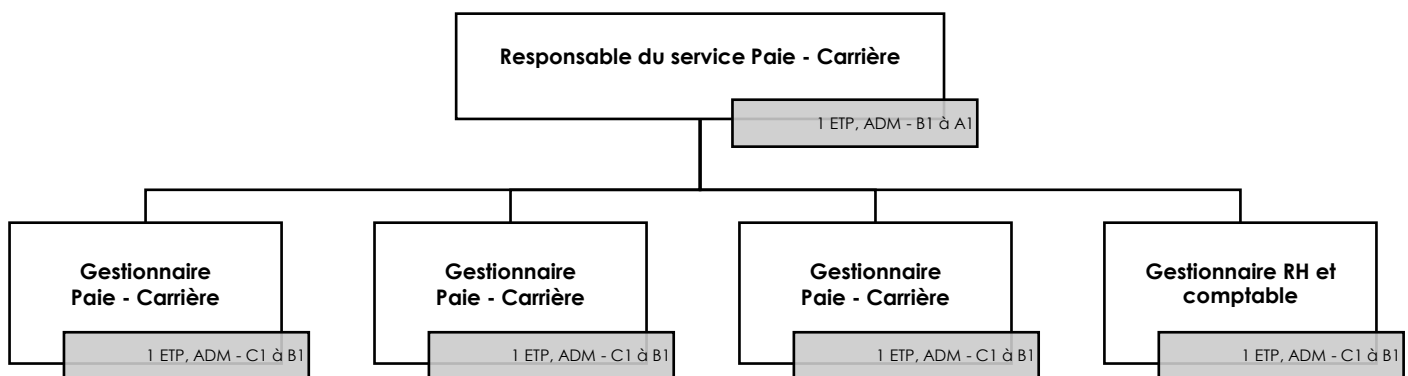 Responsable du service Paie - Carrière
1 ETP, ADM - B1 à A1
Gestionnaire
Paie - Carrière
1 ETP, ADM - C1 à B1
Gestionnaire
Paie - Carrière
1 ETP, ADM - C1 à B1
Gestionnaire
Paie - Carrière
1 ETP, ADM - C1 à B1
Gestionnaire RH et
comptable
1 ETP, ADM - C1 à B1